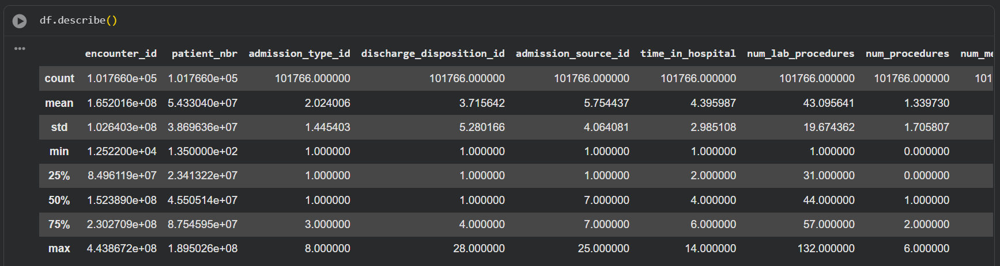 df.describe()
encounter_id patient_nbr admission_type_id discharge_disposition_id admission_source_id time_in_hospital num_lab_procedures num_procedures num_me
count 1.017660e+05 1.017660e+05 101766.000000 101766.000000 101766.000000 101766.000000 101766.000000 101766.000000 101
mean 1.652016e+08 5.433040e+07 2.024006 3.715642 5.754437 4.395987 43.095641 1.339730
std 1.026403e+08 3.869636e+07 1.445403 5.280166 4.064081 2.985108 19.674362 1.705807
min 1.252200e+04 1.350000e+02 1.000000 1.000000 1.000000 1.000000 1.000000 0.000000
25% 8.496119e+07 2.341322e+07 1.000000 1.000000 1.000000 2.000000 31.000000 0.000000
50% 1.523890e+08 4.550514e+07 1.000000 1.000000 7.000000 4.000000 44.000000 1.000000
75% 2.302709e+08 8.754595e+07 3.000000 4.000000 7.000000 6.000000 57.000000 2.000000
max 4.438672e+08 1.895026e+08 8.000000 28.000000 25.000000 14.000000 132.000000 6.000000